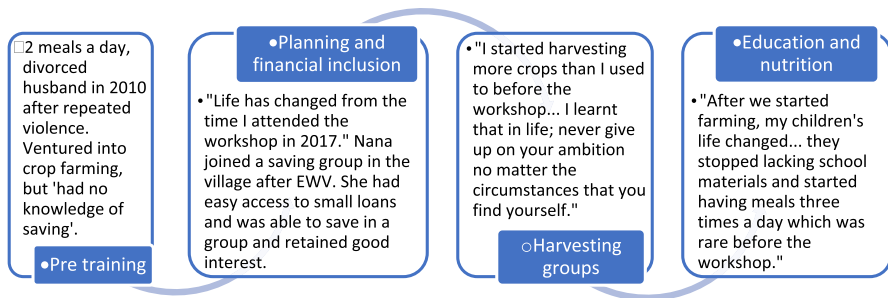 □2 meals a day,
divorced
husband in 2010
after repeated
violence.
Ventured into
crop farming,
but 'had no
knowledge of
saving'.
●Pre training
●Planning and
financial inclusion
•"Life has changed from the
time I attended the
workshop in 2017." Nana
joined a saving group in the
village after EWV. She had
easy access to small loans
and was able to save in a
group and retained good
interest.
•"I started harvesting
more crops than I used
to before the
workshop... I learnt
that in life; never give
up on your ambition
no matter the
circumstances that you
find yourself."
○Harvesting
groups
●Education and
nutrition
•"After we started
farming, my children's
life changed... they
stopped lacking school
materials and started
having meals three
times a day which was
rare before the
workshop."